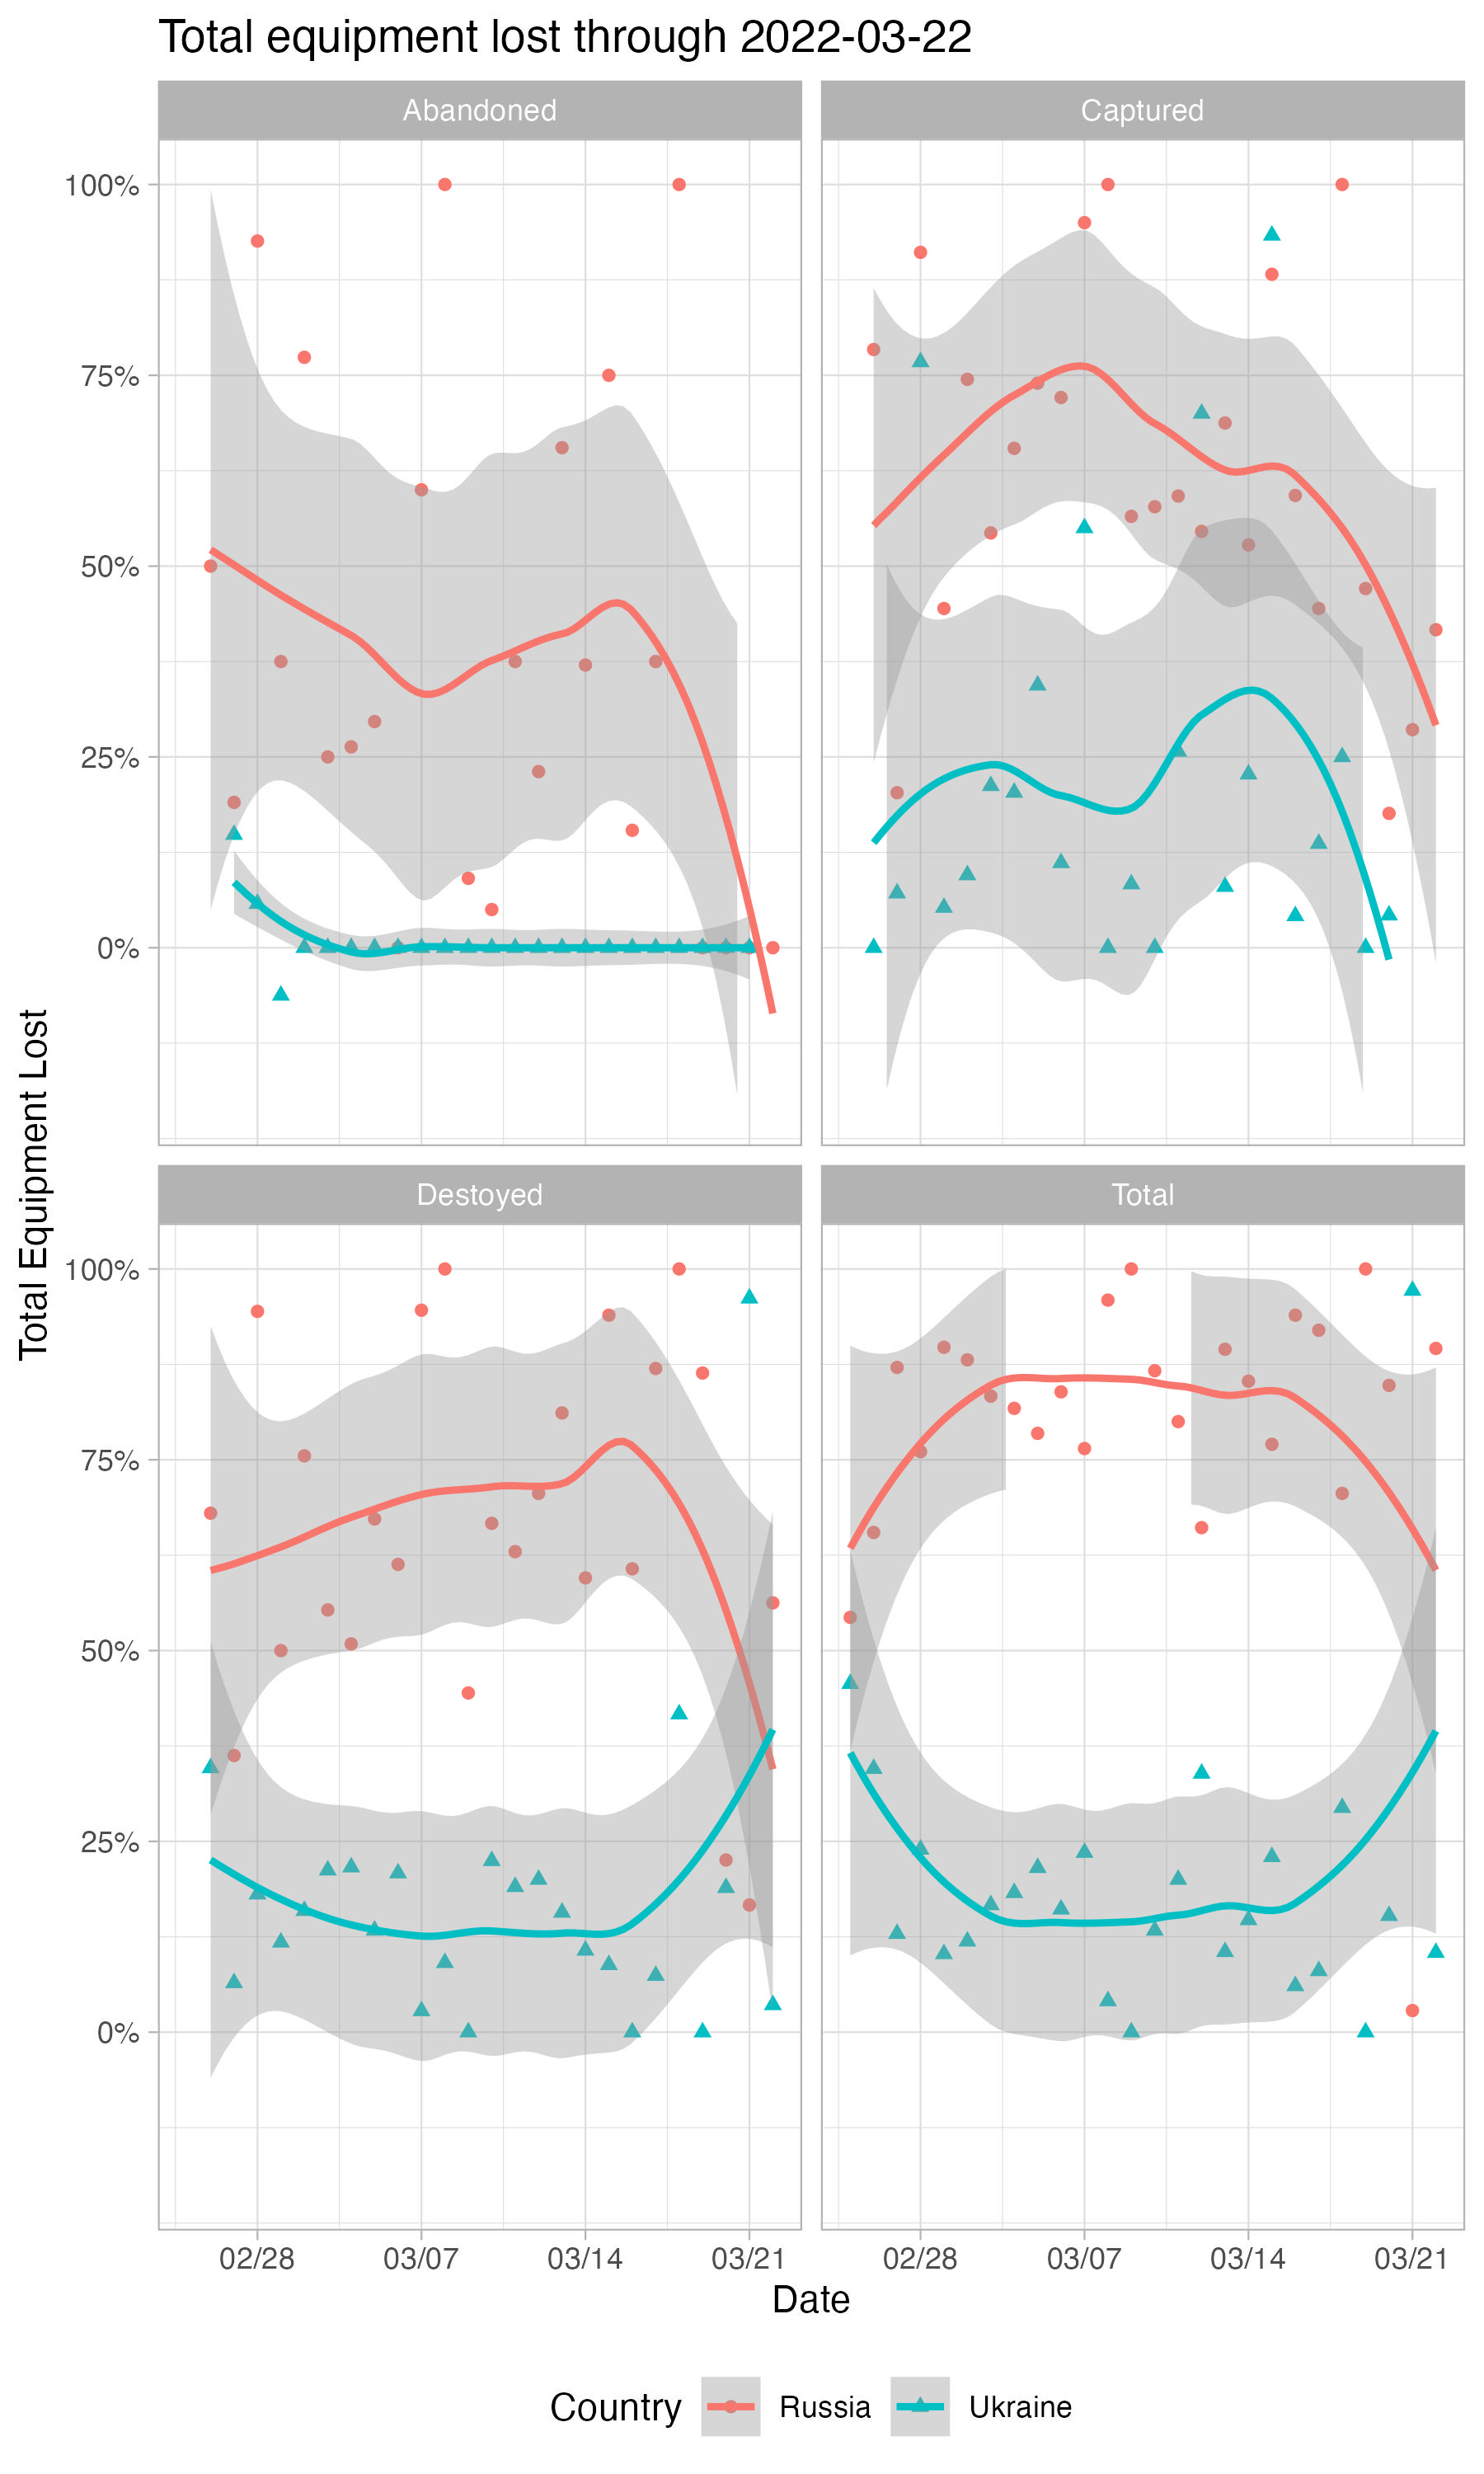 Total equipment lost through 2022-03-22
Abandoned
Captured
100%
75%
50%
25%
0%
Total Equipment Lost
Destoyed
Total
100%
75%
50%
25%
0%
02/28 03/07 03/14 03/21
02/28 03/07 03/14 03/21
Date
Country Russia Ukraine